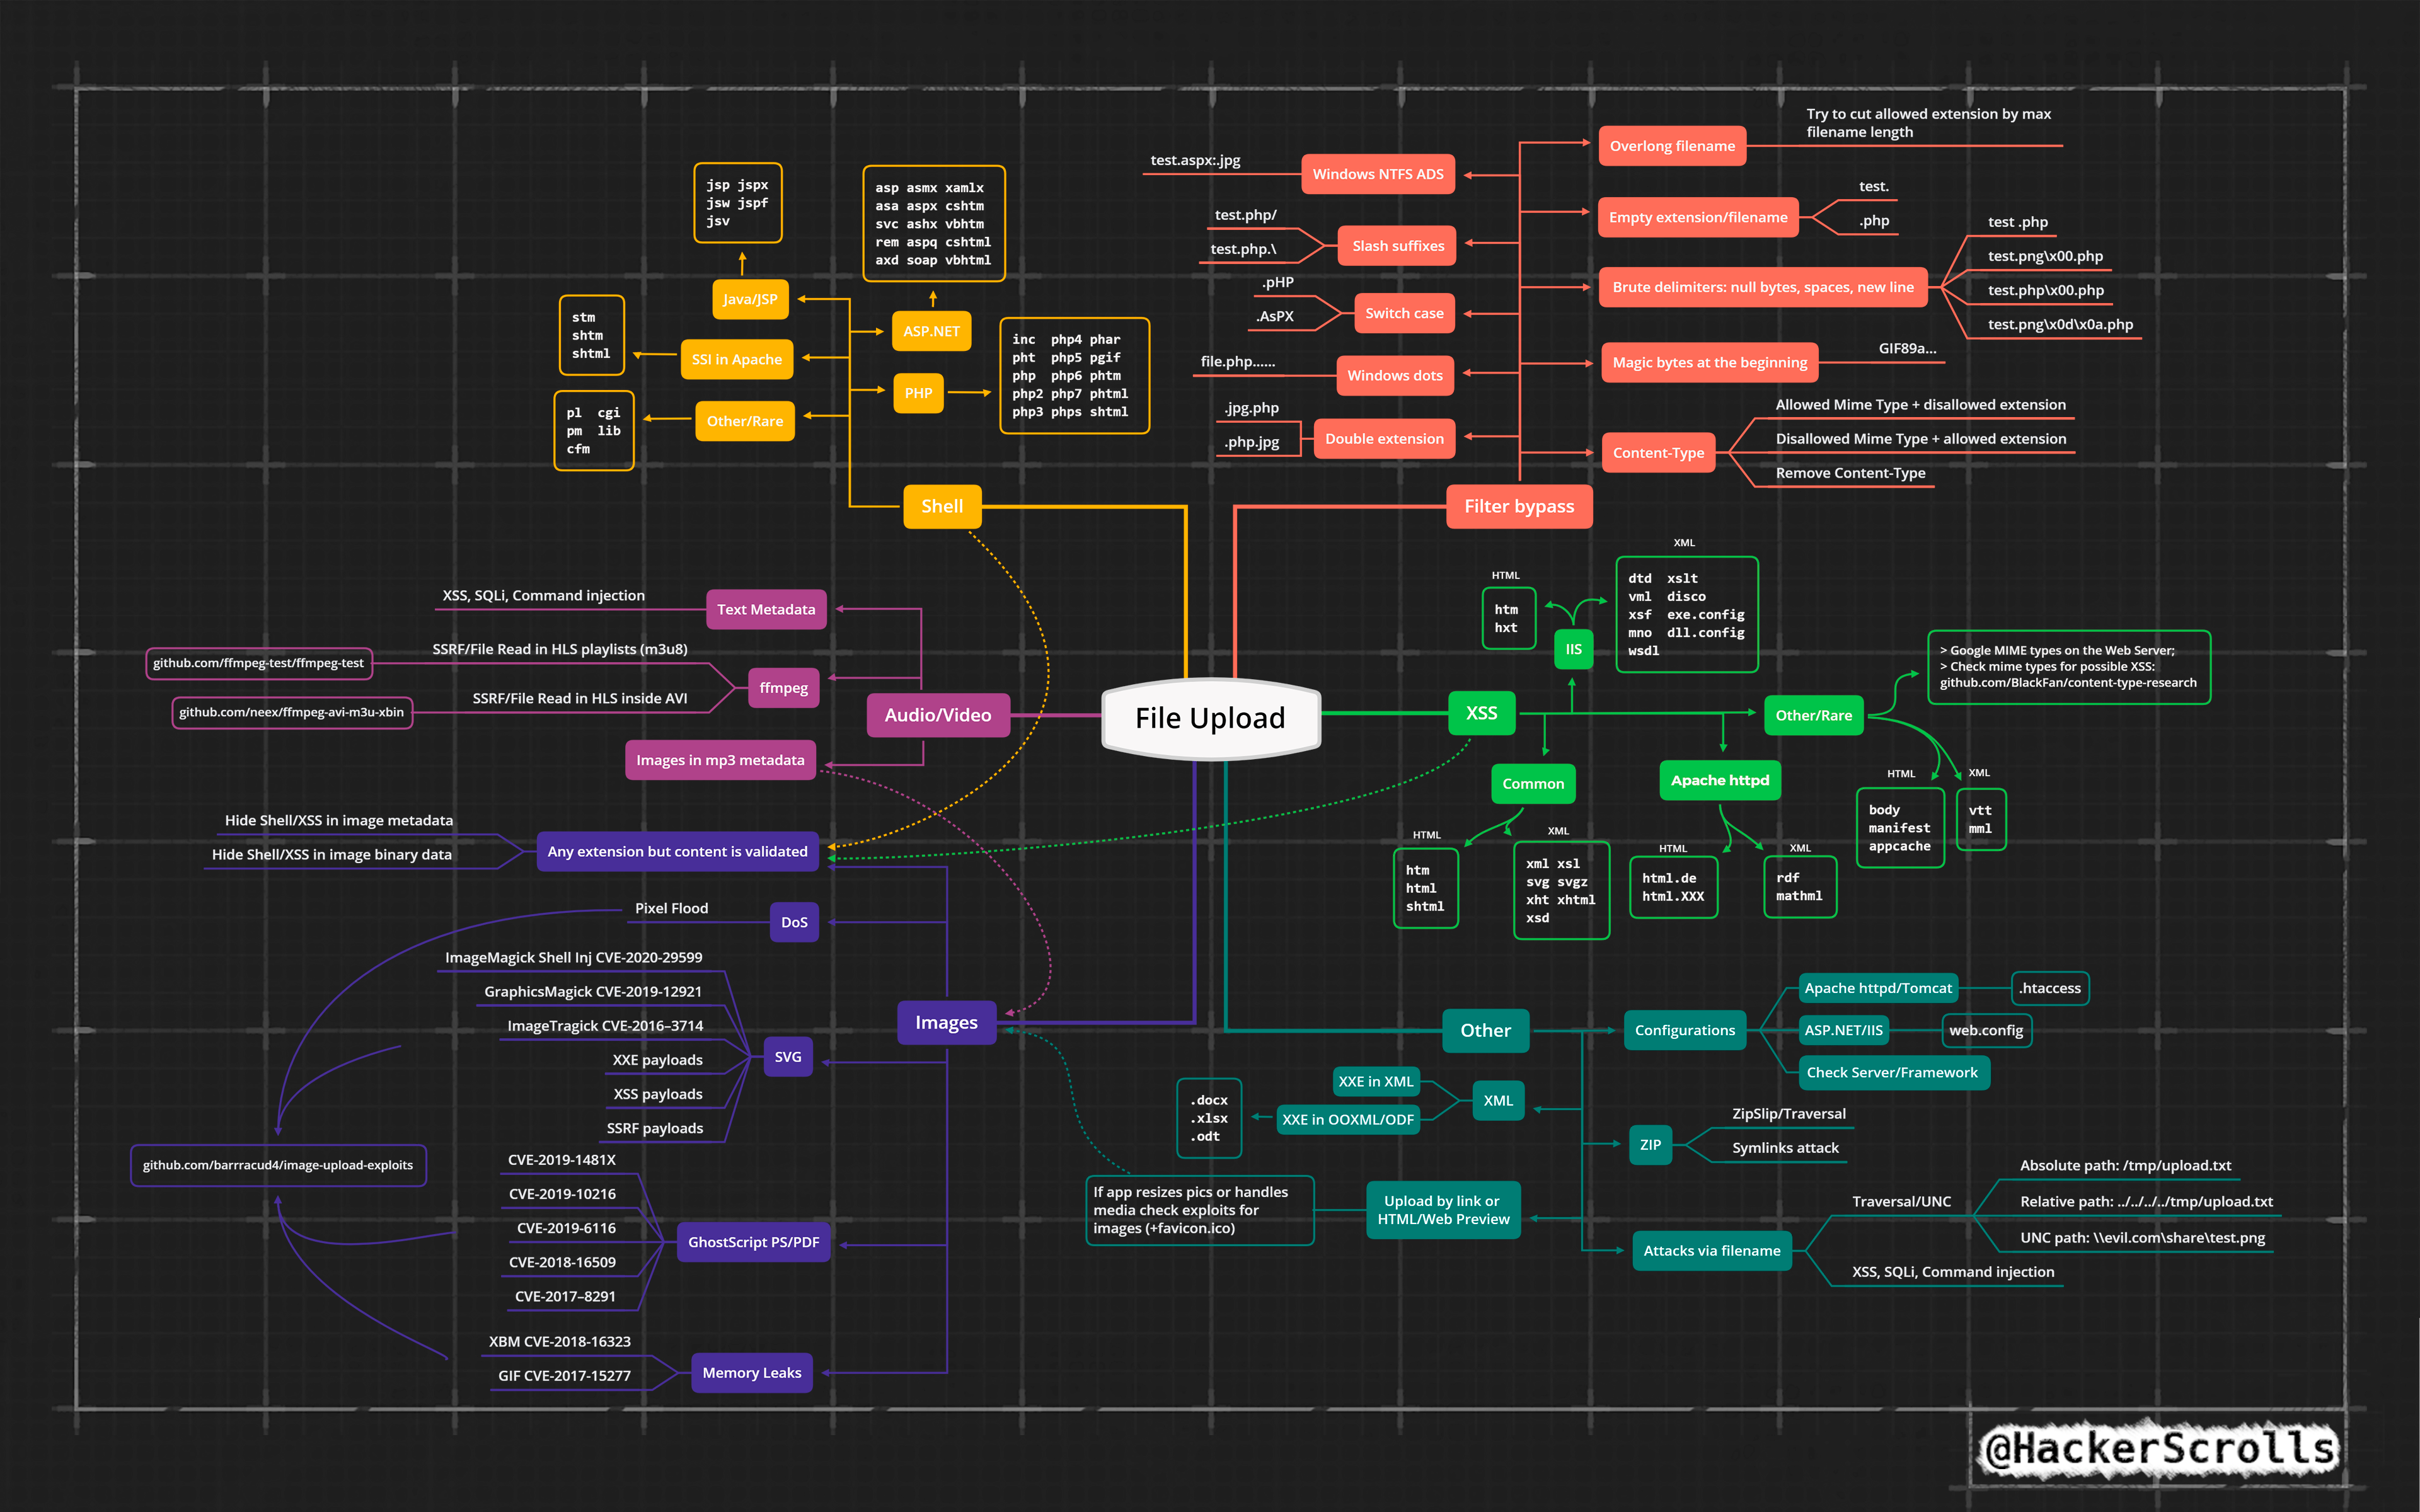 File Upload
Shell
Java/JSP
jsp jspx
jsw jspf
jsv
SSI in Apache
stm
shtm
shtml
Other/Rare
pl cgi
pm lib
cfm
ASP.NET
asp asmx xamlx
asa aspx cshtm
svc ashx vbhtm
rem aspq cshtml
axd soap vbhtml
PHP
inc php4 phar
pht php5 pgif
php php6 phtm
php2 php7 phtml
php3 phps shtml
Filter bypass
Windows NTFS ADS
test.aspx:.jpg
Slash suffixes
test.php/
test.php.\
Switch case
.pHP
.AsPX
Windows dots
file.php......
Double extension
.jpg.php
.php.jpg
Overlong filename
Try to cut allowed extension by max
filename length
Empty extension/filename
test.
.php
Brute delimiters: null bytes, spaces, new line
test .php
test.png\x00.php
test.php\x00.php
test.png\x0d\x0a.php
Magic bytes at the beginning
GIF89a...
Content-Type
Allowed Mime Type + disallowed extension
Disallowed Mime Type + allowed extension
Remove Content-Type
Audio/Video
Text Metadata
XSS, SQLi, Command injection
ffmpeg
SSRF/File Read in HLS playlists (m3u8)
github.com/ffmpeg-test/ffmpeg-test
SSRF/File Read in HLS inside AVI
github.com/neex/ffmpeg-avi-m3u-xbin
Images in mp3 metadata
XSS
IIS
HTML
htm
hxt
XML
dtd xslt
vml disco
xsf exe.config
mno dll.config
wsdl
Other/Rare
> Google MIME types on the Web Server;
> Check mime types for possible XSS:
github.com/BlackFan/content-type-research
HTML
body
manifest
appcache
XML
vtt
mml
Common
HTML
htm
html
shtml
XML
xml xsl
svg svgz
xht xhtml
xsd
Apache httpd
HTML
html.de
html.XXX
XML
rdf
mathml
Images
Any extension but content is validated
Hide Shell/XSS in image metadata
Hide Shell/XSS in image binary data
DoS
Pixel Flood
SVG
ImageMagick Shell Inj CVE-2020-29599
GraphicsMagick CVE-2019-12921
ImageTragick CVE-2016–3714
XXE payloads
XSS payloads
SSRF payloads
github.com/barrracud4/image-upload-exploits
GhostScript PS/PDF
CVE-2019-1481X
CVE-2019-10216
CVE-2019-6116
CVE-2018-16509
CVE-2017–8291
Memory Leaks
XBM CVE-2018-16323
GIF CVE-2017-15277
Other
Configurations
Apache httpd/Tomcat
.htaccess
ASP.NET/IIS
web.config
Check Server/Framework
XML
XXE in XML
XXE in OOXML/ODF
.docx
.xlsx
.odt
ZIP
ZipSlip/Traversal
Symlinks attack
Upload by link or
HTML/Web Preview
If app resizes pics or handles
media check exploits for
images (+favicon.ico)
Attacks via filename
Traversal/UNC
Absolute path: /tmp/upload.txt
Relative path: ../../../../tmp/upload.txt
UNC path: \\evil.com\share\test.png
XSS, SQLi, Command injection
@HackerScrolls